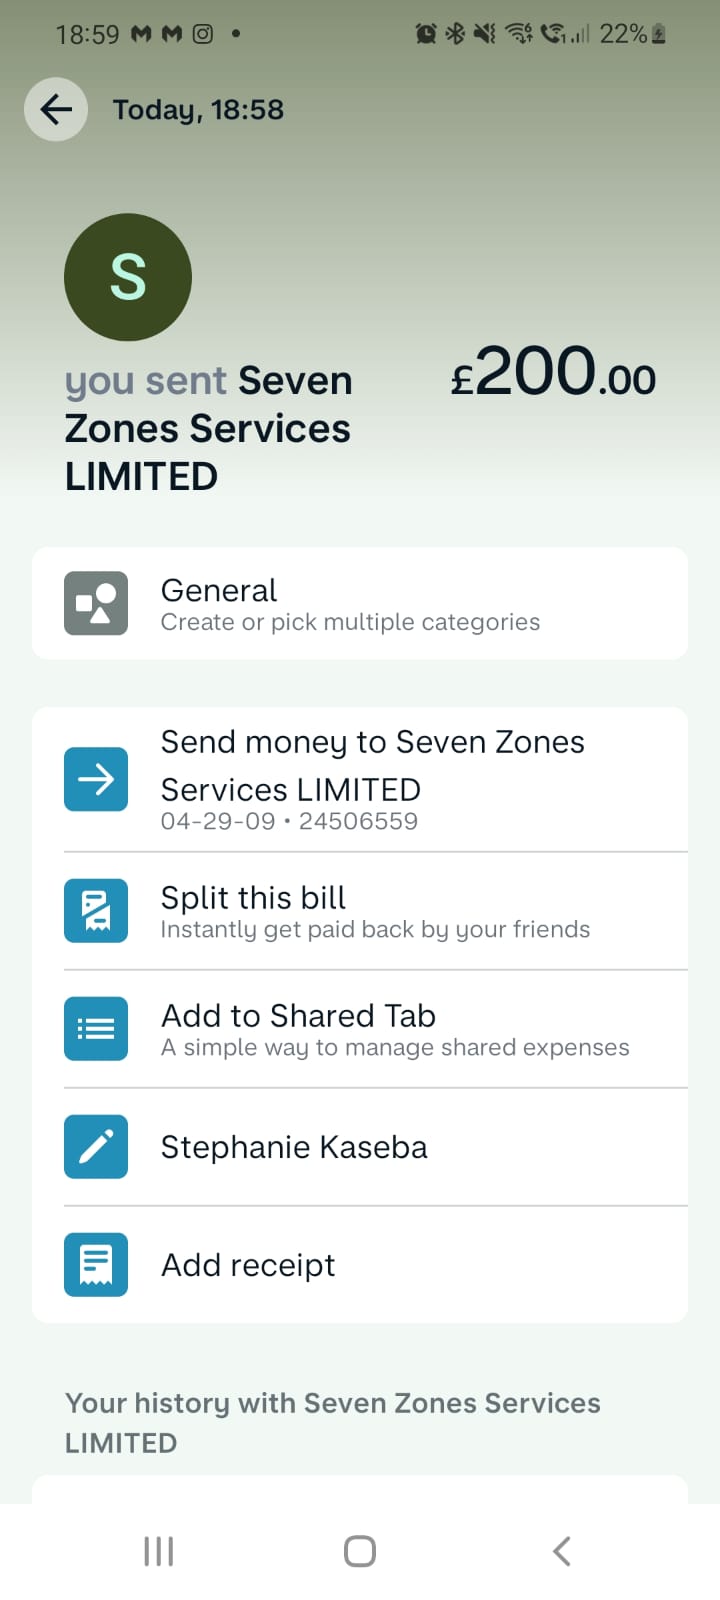 18:59
22%
Today, 18:58
S
you sent Seven
Zones Services
LIMITED
£200.00
General
Create or pick multiple categories
Send money to Seven Zones
Services LIMITED
04-29-09 • 24506559
Split this bill
Instantly get paid back by your friends
Add to Shared Tab
A simple way to manage shared expenses
Stephanie Kaseba
Add receipt
Your history with Seven Zones Services
LIMITED